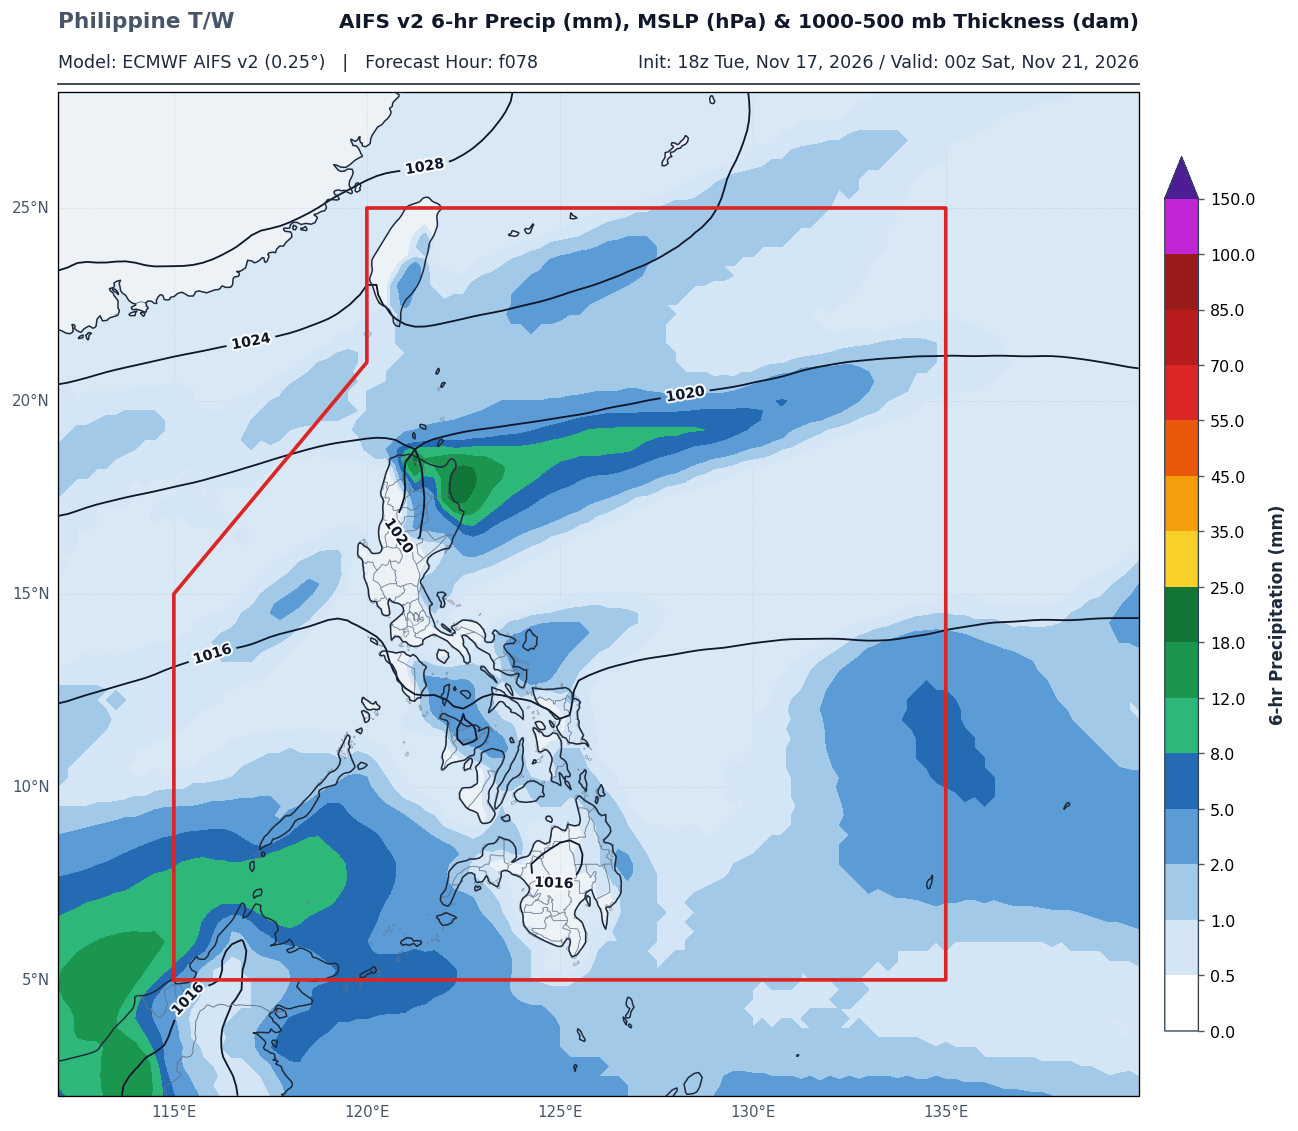 Philippine T/W
AIFS v2 6-hr Precip (mm), MSLP (hPa) & 1000-500 mb Thickness (dam)
Model: ECMWF AIFS v2 (0.25°) | Forecast Hour: f078
Init: 18z Tue, Nov 17, 2026 / Valid: 00z Sat, Nov 21, 2026
1028
1024
1020
1020
1016
1016
1016
25°N
20°N
15°N
10°N
5°N
115°E
120°E
125°E
130°E
135°E
150.0
100.0
85.0
70.0
55.0
45.0
35.0
25.0
18.0
12.0
8.0
5.0
2.0
1.0
0.5
0.0
6-hr Precipitation (mm)